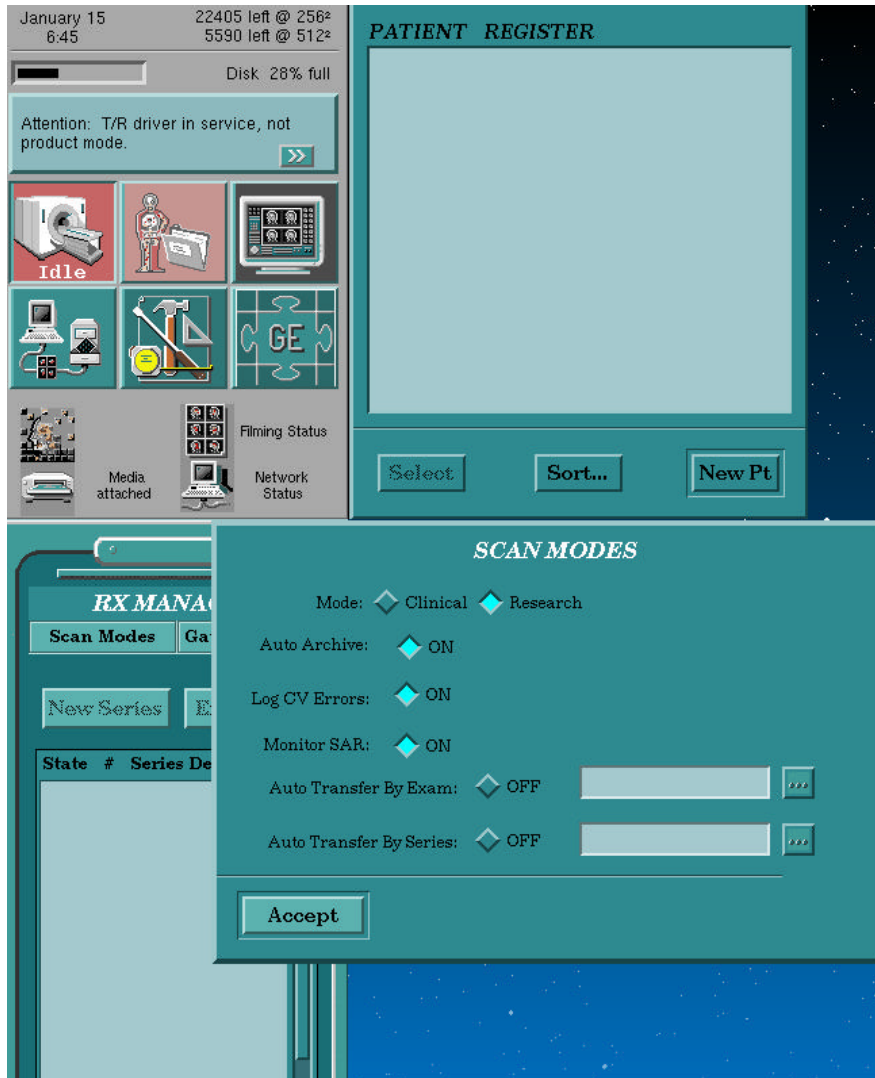 January 15 22405 left @ 256²
6:45 5590 left @ 512²
Disk 28% full
Attention: T/R driver in service, not
product mode.
>>
Idle
GE
Filming Status
Media
attached
Network
Status
PATIENT REGISTER
Select Sort... New Pt
RX MANA
Scan Modes Ga
New Series E
State # Series De
SCAN MODES
Mode: Clinical Research
Auto Archive: ON
Log CV Errors: ON
Monitor SAR: ON
Auto Transfer By Exam: OFF ...
Auto Transfer By Series: OFF ...
Accept